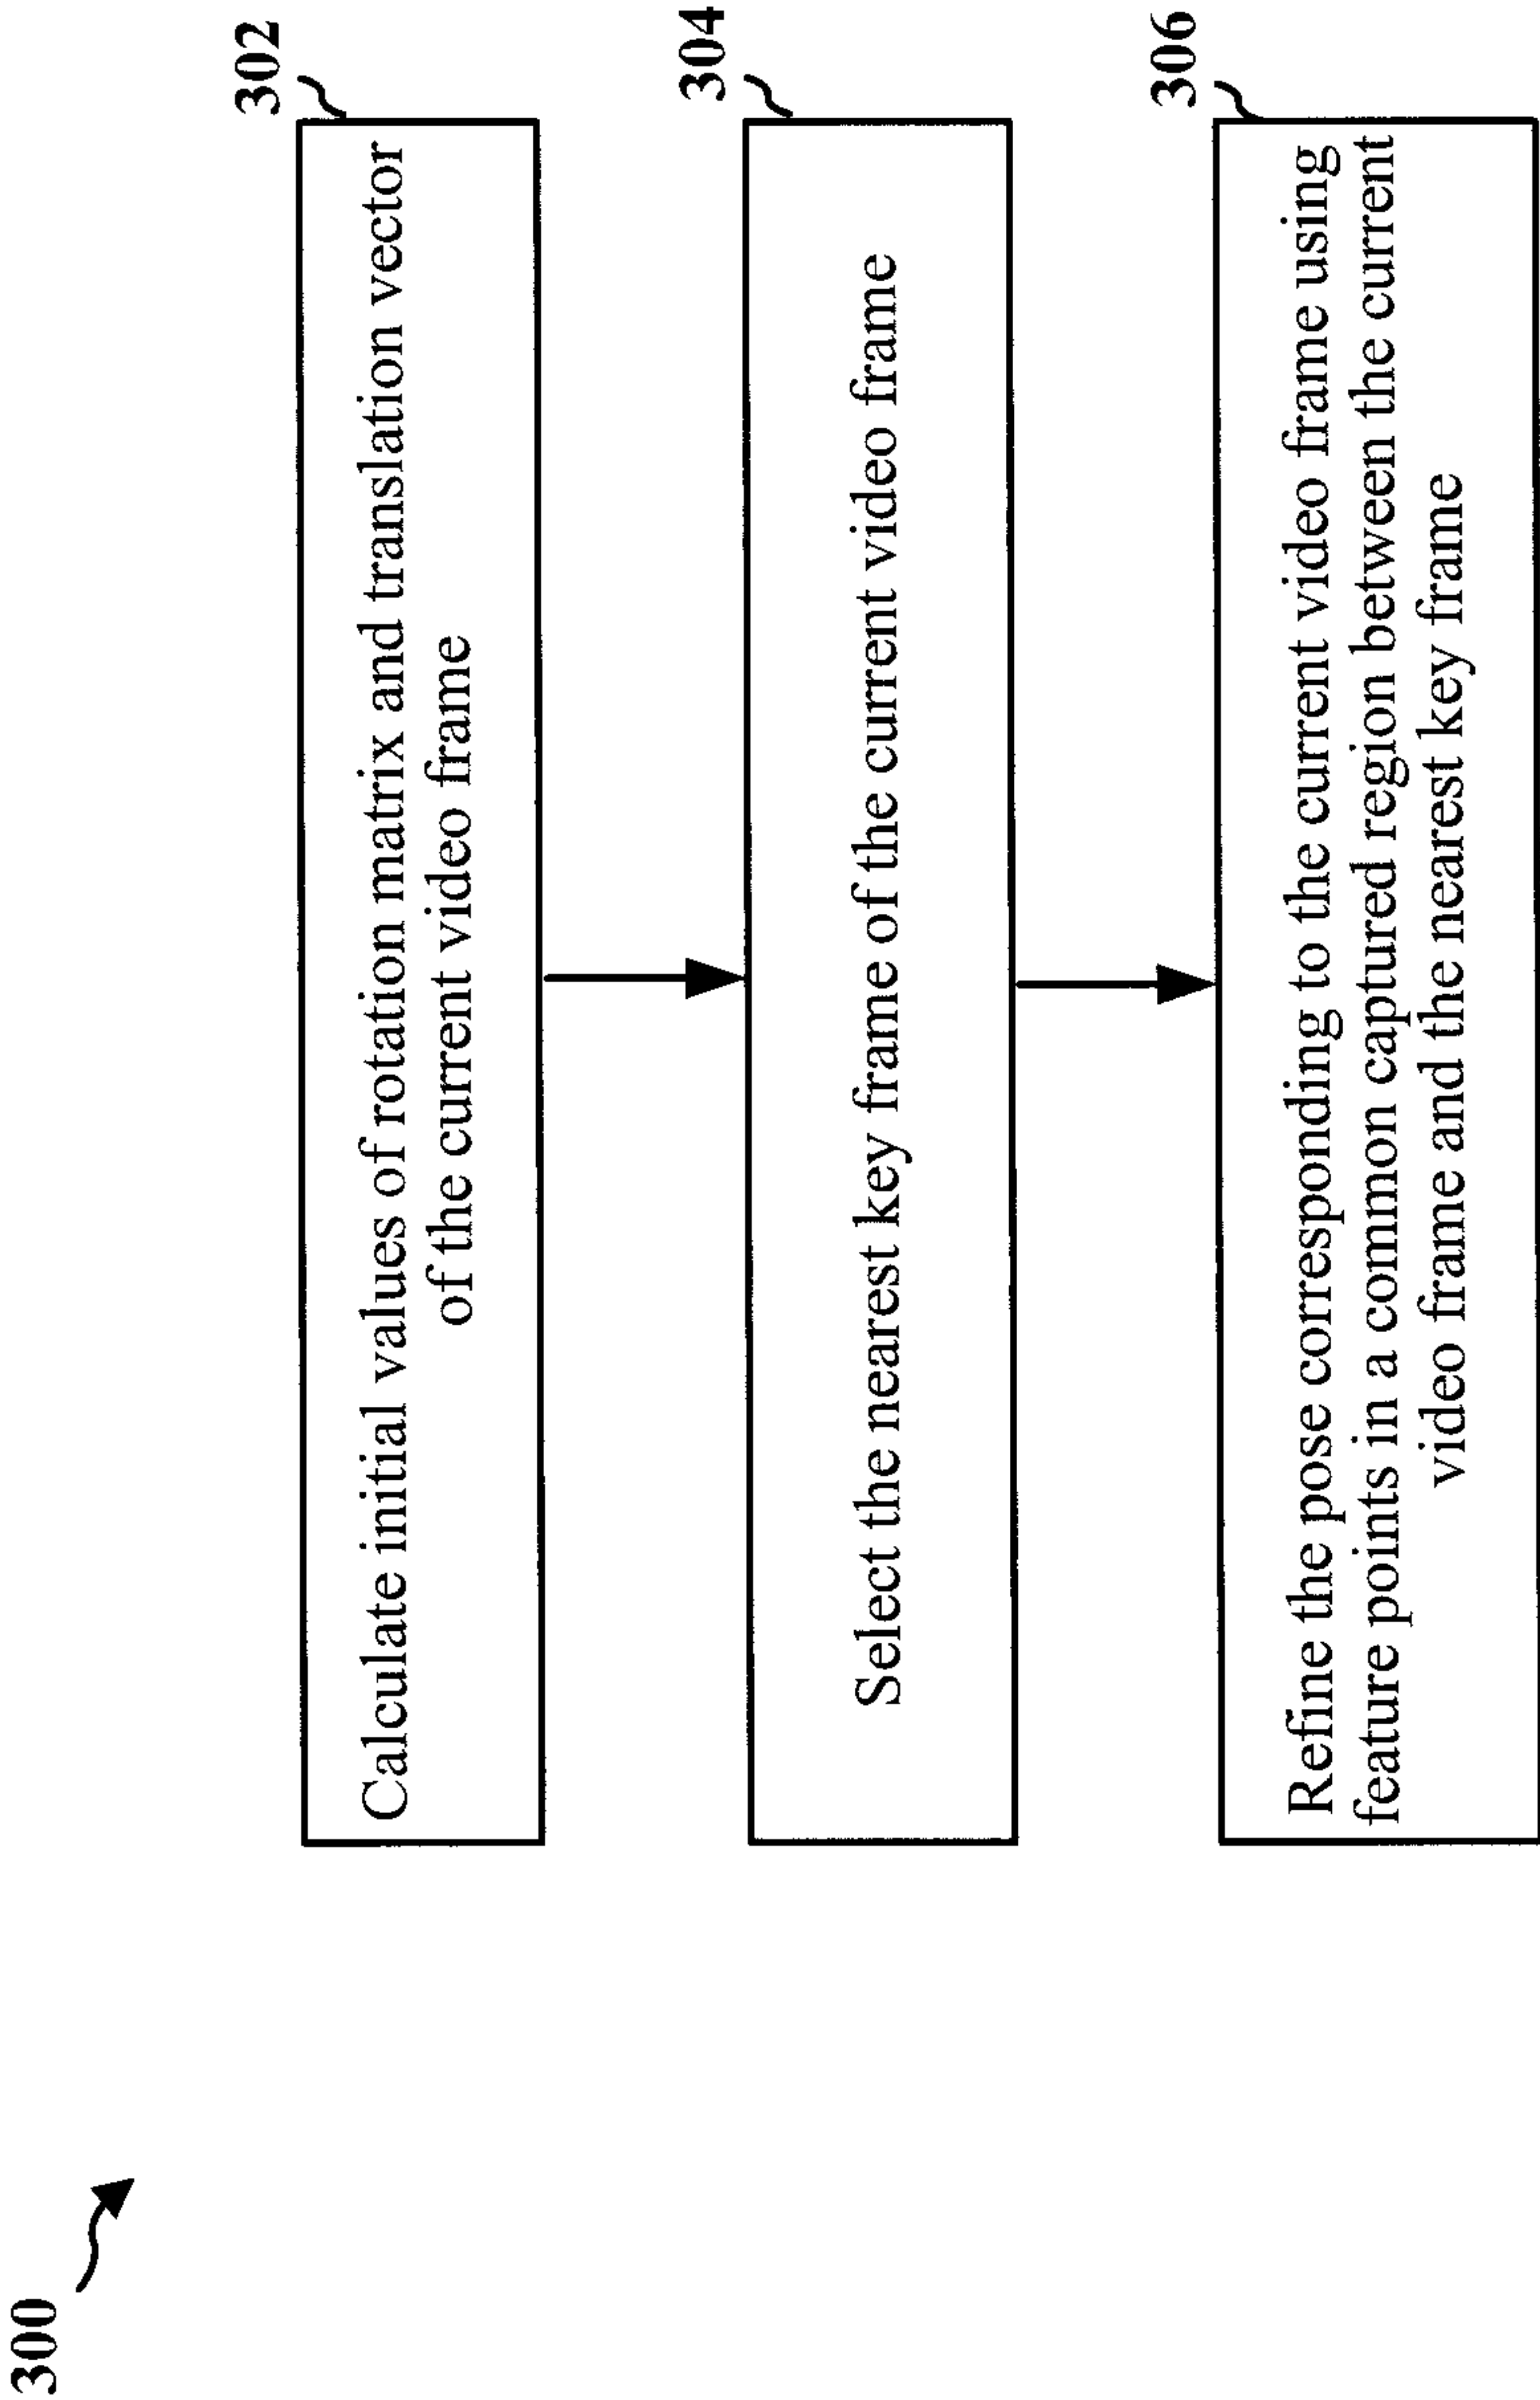 300
302
Calculate initial values of rotation matrix and translation vector
of the current video frame
304
Select the nearest key frame of the current video frame
306
Refine the pose corresponding to the current video frame using
feature points in a common captured region between the current
video frame and the nearest key frame